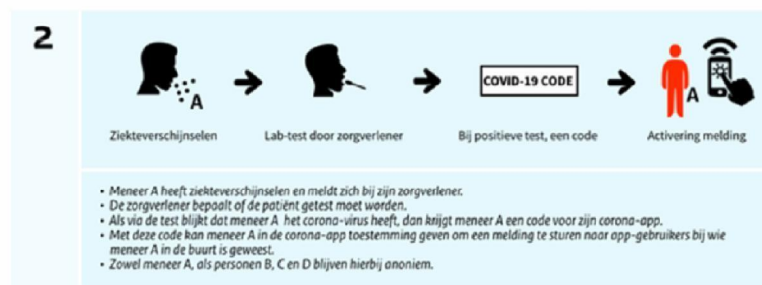 2
A
COVID-19 CODE
A
Ziekteverschijnselen
Lab-test door zorgverlener
Bij positieve test, een code
Activering melding
• Meneer A heeft ziekteverschijnselen en meldt zich bij zijn zorgverlener.
• De zorgverlener bepaalt of de patiënt getest moet worden.
• Als via de test blijkt dat meneer A het corona-virus heeft, dan krijgt meneer A een code voor zijn corona-app.
• Met deze code kan meneer A in de corona-app toestemming geven om een melding te sturen naar app-gebruikers bij wie
meneer A in de buurt is geweest.
• Zowel meneer A, als personen B, C en D blijven hierbij anoniem.